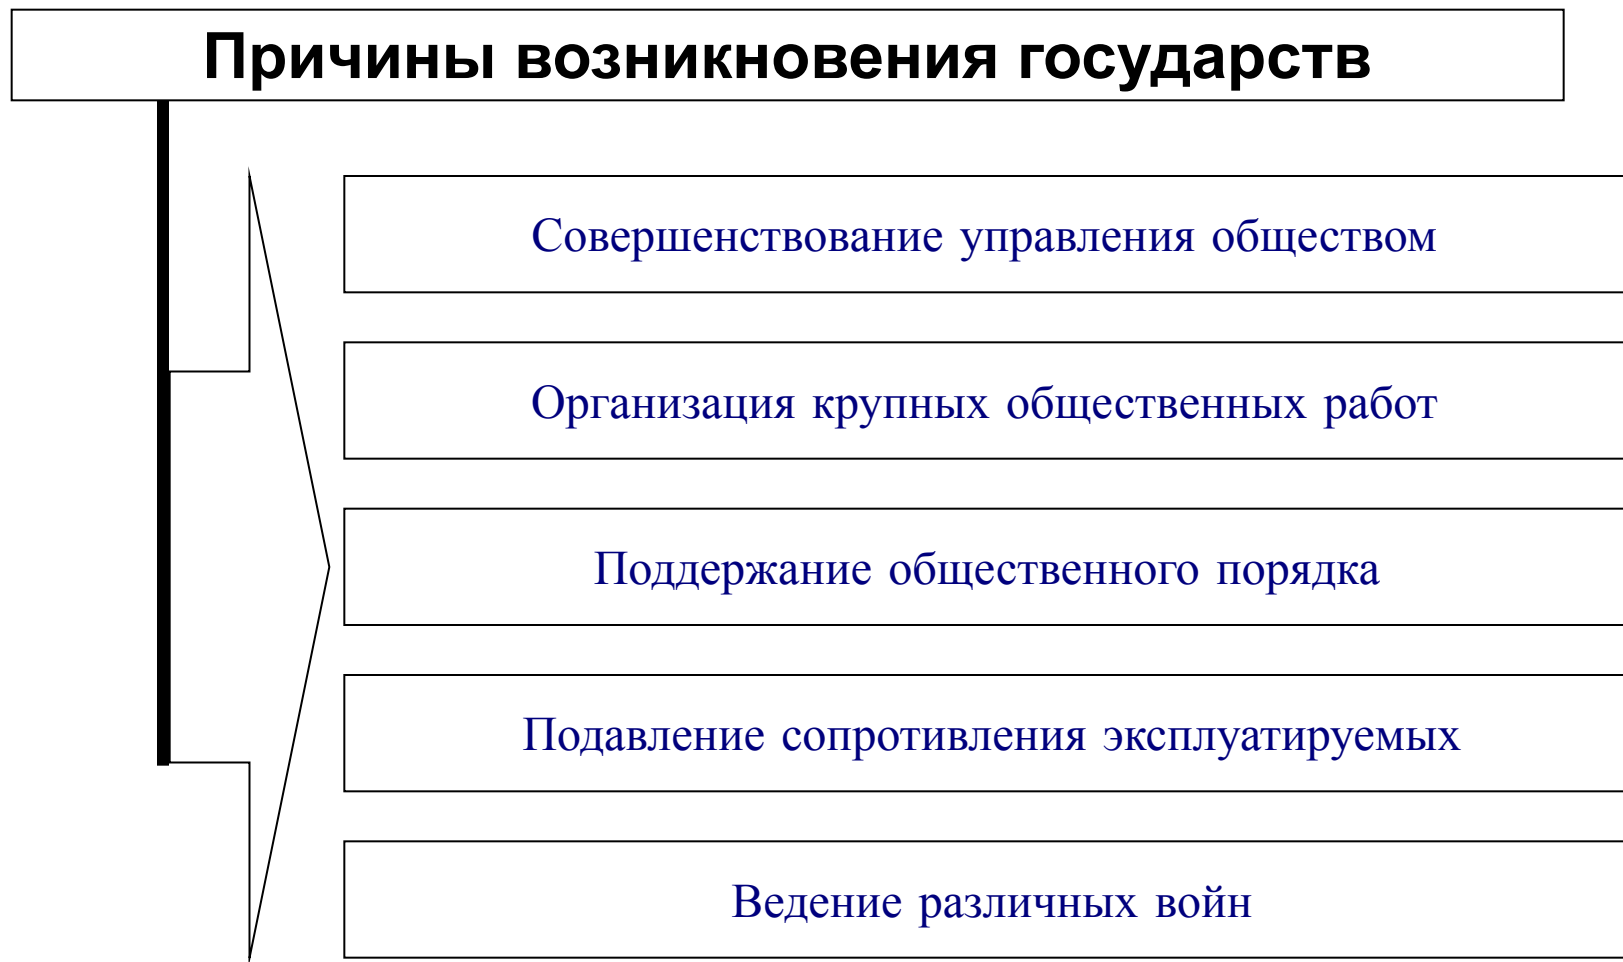 Причины возникновения государств
Совершенствование управления обществом
Организация крупных общественных работ
Поддержание общественного порядка
Подавление сопротивления эксплуатируемых
Ведение различных войн